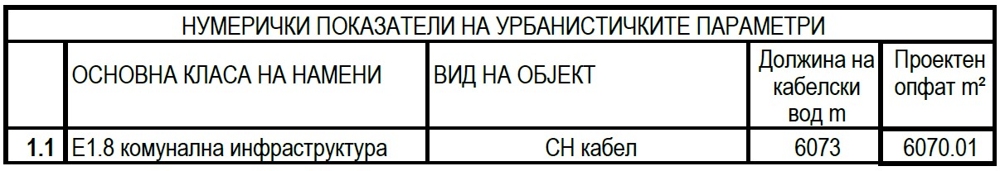 НУМЕРИЧКИ ПОКАЗАТЕЛИ НА УРБАНИСТИЧКИТЕ ПАРАМЕТРИ
ОСНОВНА КЛАСА НА НАМЕНИ ВИД НА ОБЈЕКТ Должина на кабелски вод m Проектен опфат m²
1.1 Е1.8 комунална инфраструктура СН кабел 6073 6070.01